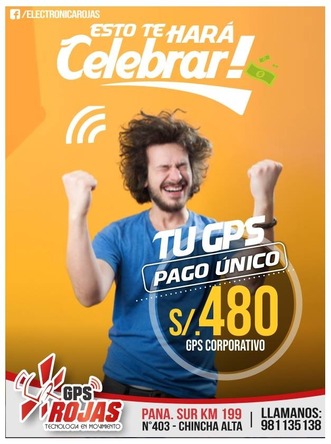 /ELECTRONICAROJAS
ESTO TE HARÁ
Celebrar!
TU GPS
PAGO ÚNICO
S/.480
GPS CORPORATIVO
GPS
ROJAS
TECNOLOGÍA EN MOVIMIENTO
PANA. SUR KM 199
N°403 - CHINCHA ALTA
LLAMANOS:
981135138